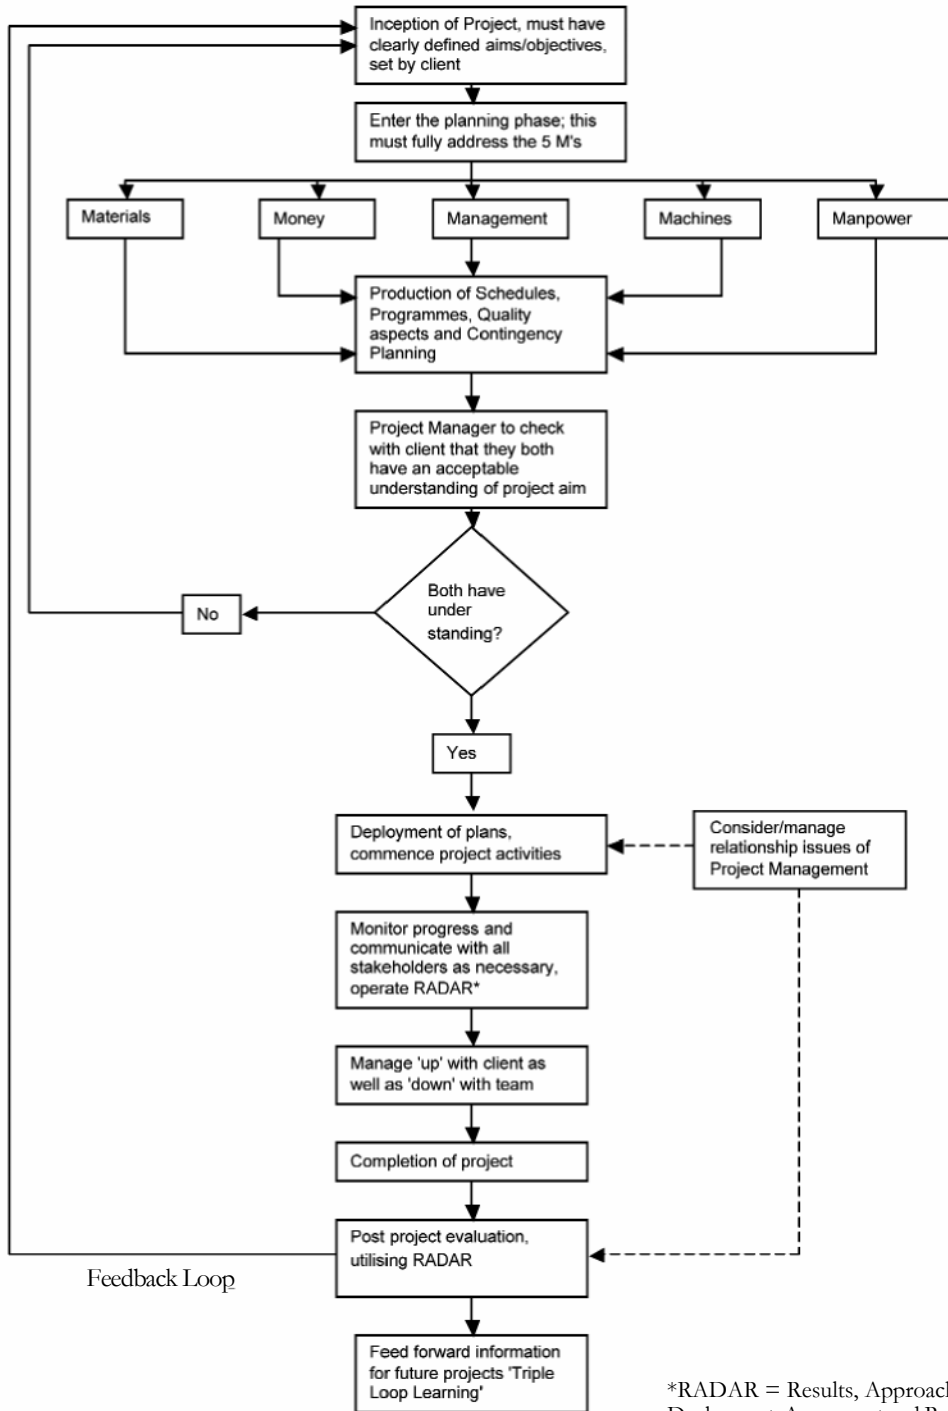 Inception of Project, must have
clearly defined aims/objectives,
set by client
Enter the planning phase; this
must fully address the 5 M's
Materials
Money
Management
Machines
Manpower
Production of Schedules,
Programmes, Quality
aspects and Contingency
Planning
Project Manager to check
with client that they both
have an acceptable
understanding of project aim
Both have
under
standing?
No
Yes
Deployment of plans,
commence project activities
Consider/manage
relationship issues of
Project Management
Monitor progress and
communicate with all
stakeholders as necessary,
operate RADAR*
Manage 'up' with client as
well as 'down' with team
Completion of project
Post project evaluation,
utilising RADAR
Feedback Loop
Feed forward information
for future projects 'Triple
Loop Learning'
*RADAR = Results, Approach